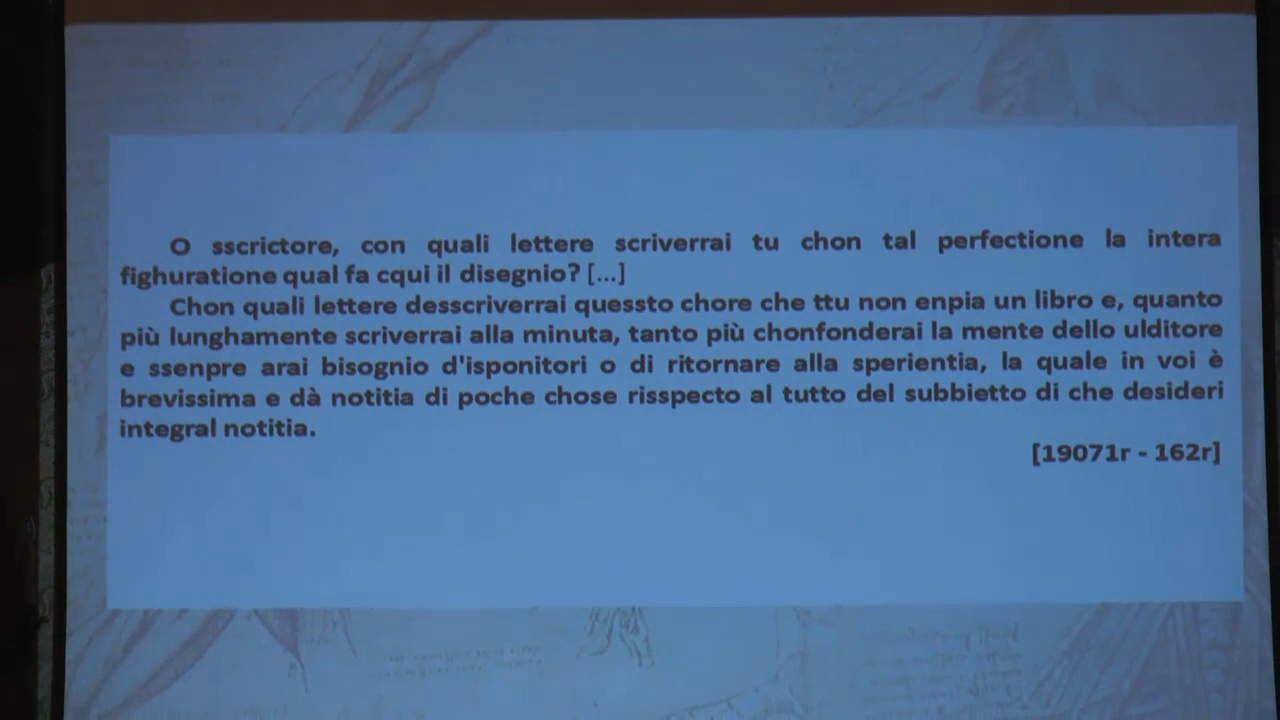 O sscrictore, con quali lettere scriverrai tu chon tal perfectione la intera
fighuratione qual fa cqui il disegnio? [...]
Chon quali lettere desscriverrai quessto chore che ttu non enpia un libro e, quanto
più lunghamente scriverrai alla minuta, tanto più chonfonderai la mente dello ulditore
e ssenpre arai bisognio d'isponitori o di ritornare alla sperientia, la quale in voi è
brevissima e dà notitia di poche chose risspecto al tutto del subbietto di che desideri
integral notitia.
[19071r - 162r]